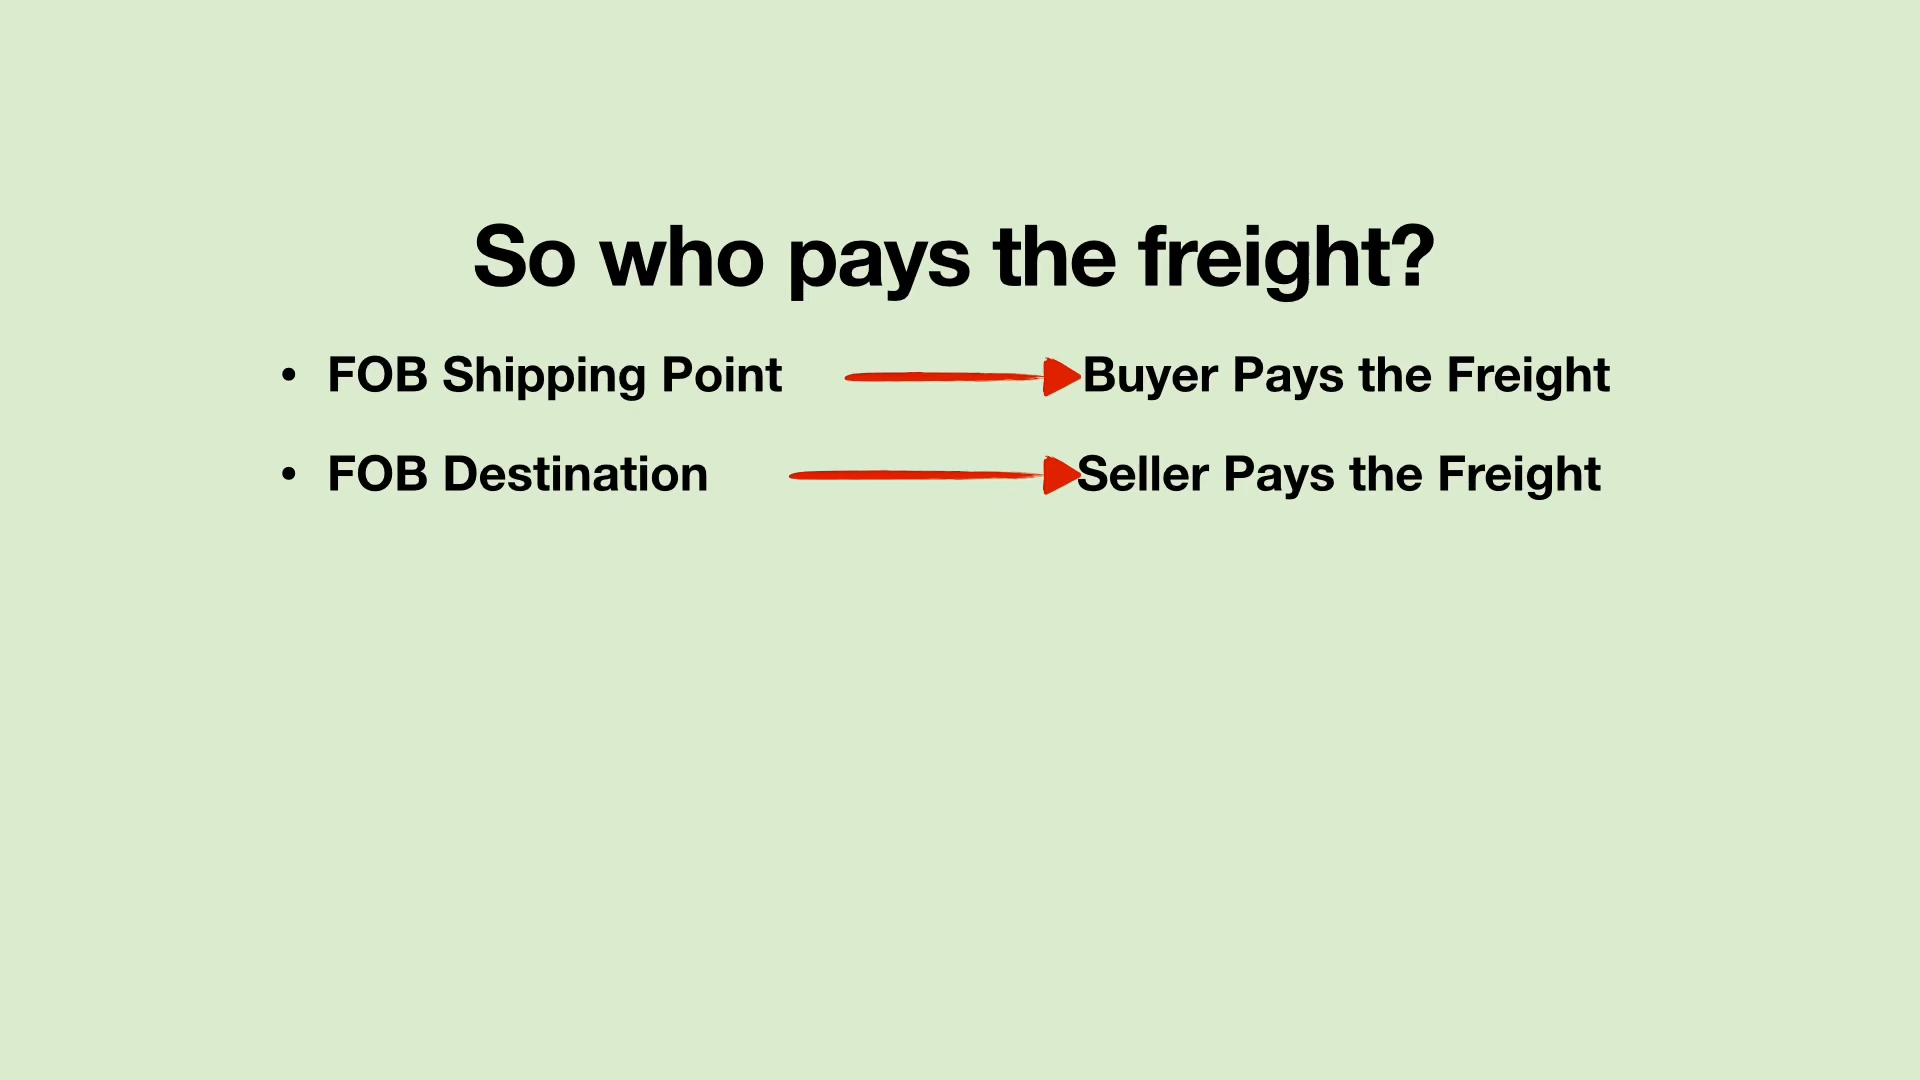 So who pays the freight?
• FOB Shipping Point Buyer Pays the Freight
• FOB Destination Seller Pays the Freight